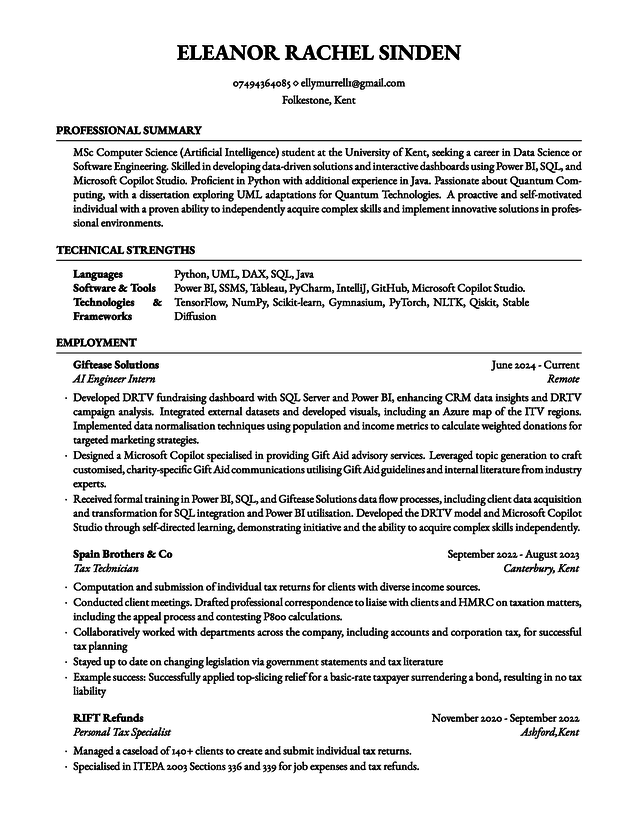 ELEANOR RACHEL SINDEN
07494364085 ⋄ ellymurrell1@gmail.com
Folkestone, Kent
PROFESSIONAL SUMMARY
MSc Computer Science (Artificial Intelligence) student at the University of Kent, seeking a career in Data Science or
Software Engineering. Skilled in developing data-driven solutions and interactive dashboards using Power BI, SQL, and
Microsoft Copilot Studio. Proficient in Python with additional experience in Java. Passionate about Quantum Com-
puting, with a dissertation exploring UML adaptations for Quantum Technologies. A proactive and self-motivated
individual with a proven ability to independently acquire complex skills and implement innovative solutions in profes-
sional environments.
TECHNICAL STRENGTHS
Languages Python, UML, DAX, SQL, Java
Software & Tools Power BI, SSMS, Tableau, PyCharm, IntelliJ, GitHub, Microsoft Copilot Studio.
Technologies & TensorFlow, NumPy, Scikit-learn, Gymnasium, PyTorch, NLTK, Qiskit, Stable
Frameworks Diffusion
EMPLOYMENT
Giftease Solutions June 2024 - Current
AI Engineer Intern Remote
· Developed DRTV fundraising dashboard with SQL Server and Power BI, enhancing CRM data insights and DRTV
campaign analysis. Integrated external datasets and developed visuals, including an Azure map of the ITV regions.
Implemented data normalisation techniques using population and income metrics to calculate weighted donations for
targeted marketing strategies.
· Designed a Microsoft Copilot specialised in providing Gift Aid advisory services. Leveraged topic generation to craft
customised, charity-specific Gift Aid communications utilising Gift Aid guidelines and internal literature from industry
experts.
· Received formal training in Power BI, SQL, and Giftease Solutions data flow processes, including client data acquisition
and transformation for SQL integration and Power BI utilisation. Developed the DRTV model and Microsoft Copilot
Studio through self-directed learning, demonstrating initiative and the ability to acquire complex skills independently.
Spain Brothers & Co September 2022 - August 2023
Tax Technician Canterbury, Kent
· Computation and submission of individual tax returns for clients with diverse income sources.
· Conducted client meetings. Drafted professional correspondence to liaise with clients and HMRC on taxation matters,
including the appeal process and contesting P800 calculations.
· Collaboratively worked with departments across the company, including accounts and corporation tax, for successful
tax planning
· Stayed up to date on changing legislation via government statements and tax literature
· Example success: Successfully applied top-slicing relief for a basic-rate taxpayer surrendering a bond, resulting in no tax
liability
RIFT Refunds November 2020 - September 2022
Personal Tax Specialist Ashford,Kent
· Managed a caseload of 140+ clients to create and submit individual tax returns.
· Specialised in ITEPA 2003 Sections 336 and 339 for job expenses and tax refunds.